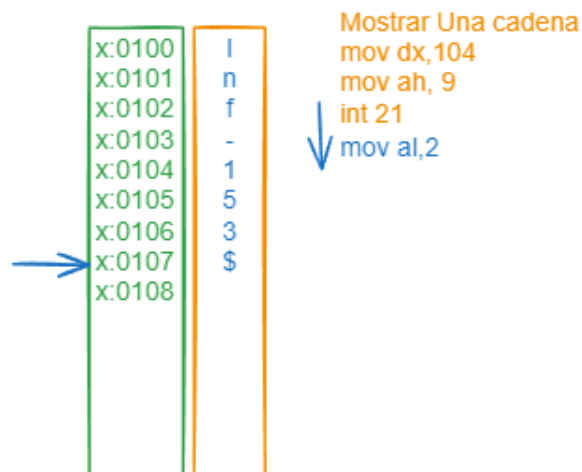 x:0100 I
x:0101 n
x:0102 f
x:0103 -
x:0104 1
x:0105 5
x:0106 3
x:0107 $
x:0108
Mostrar Una cadena
mov dx,104
mov ah, 9
int 21
mov al,2